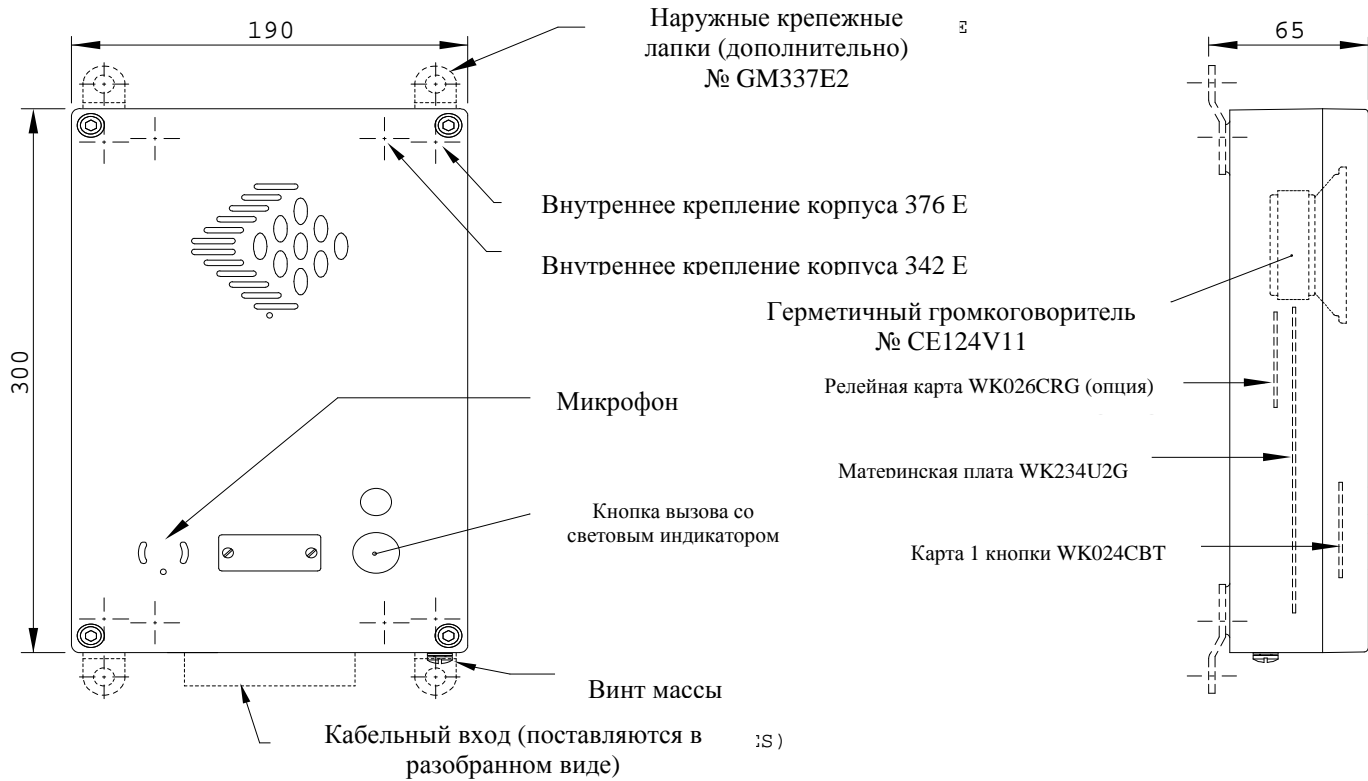 190
Наружные крепежные
лапки (дополнительно)
№ GM337E2
65
300
Внутреннее крепление корпуса 376 E
Внутреннее крепление корпуса 342 E
Герметичный громкоговоритель
№ CE124V11
Релейная карта WK026CRG (опция)
Микрофон
Материнская плата WK234U2G
Кнопка вызова со
световым индикатором
Карта 1 кнопки WK024CBT
Винт массы
Кабельный вход (поставляются в
разобранном виде)
S)